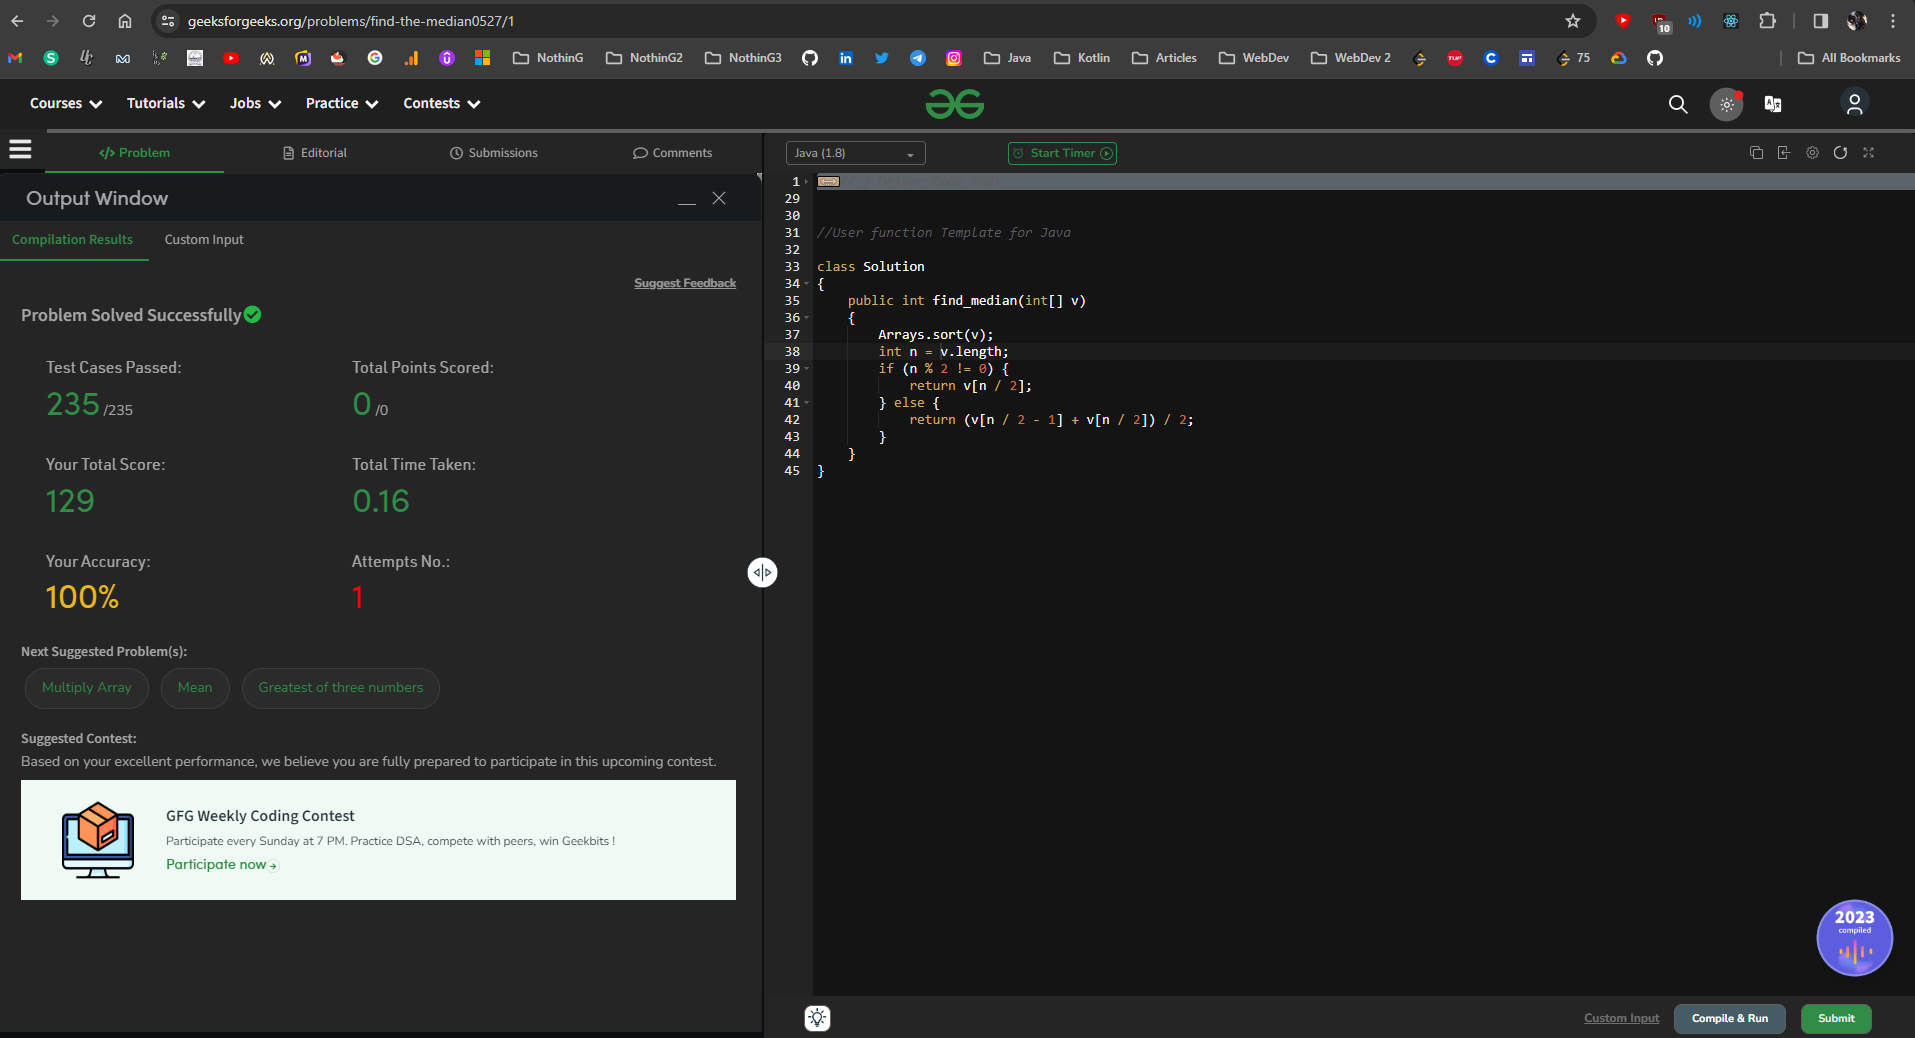 geeksforgeeks.org/problems/find-the-median0527/1
10
NothinG
NothinG2
NothinG3
Java
Kotlin
Articles
WebDev
WebDev 2
75
All Bookmarks
Courses
Tutorials
Jobs
Practice
Contests
Problem
Editorial
Submissions
Comments
Output Window
Compilation Results
Custom Input
Suggest Feedback
Problem Solved Successfully
Test Cases Passed:
235 /235
Total Points Scored:
0 /0
Your Total Score:
129
Total Time Taken:
0.16
Your Accuracy:
100%
Attempts No.:
1
Next Suggested Problem(s):
Multiply Array
Mean
Greatest of three numbers
Suggested Contest:
Based on your excellent performance, we believe you are fully prepared to participate in this upcoming contest.
GFG Weekly Coding Contest
Participate every Sunday at 7 PM. Practice DSA, compete with peers, win Geekbits !
Participate now
Java (1.8)
Start Timer
1
29
30
31 //User function Template for Java
32
33 class Solution
34 {
35 public int find_median(int[] v)
36 {
37 Arrays.sort(v);
38 int n = v.length;
39 if (n % 2 != 0) {
40 return v[n / 2];
41 } else {
42 return (v[n / 2 - 1] + v[n / 2]) / 2;
43 }
44 }
45 }
2023
compiled
Custom Input
Compile & Run
Submit